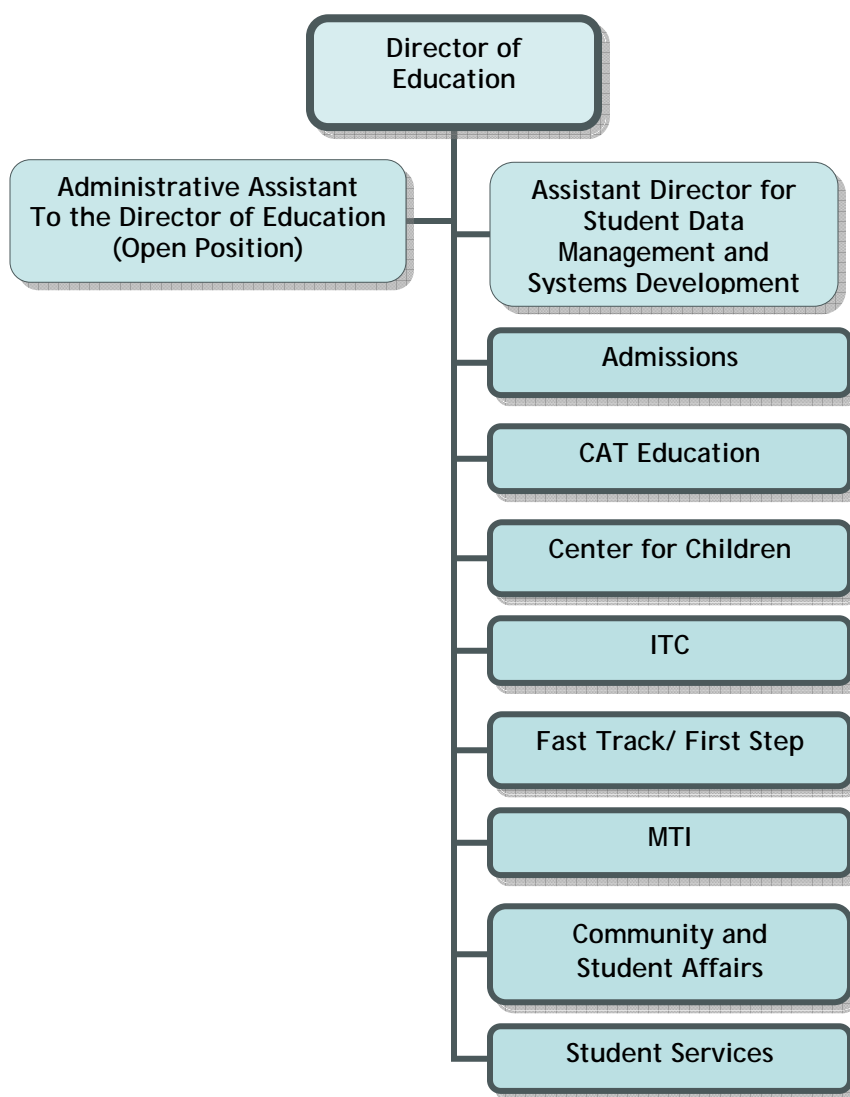 Director of
Education
Administrative Assistant
To the Director of Education
(Open Position)
Assistant Director for
Student Data
Management and
Systems Development
Admissions
CAT Education
Center for Children
ITC
Fast Track/ First Step
MTI
Community and
Student Affairs
Student Services